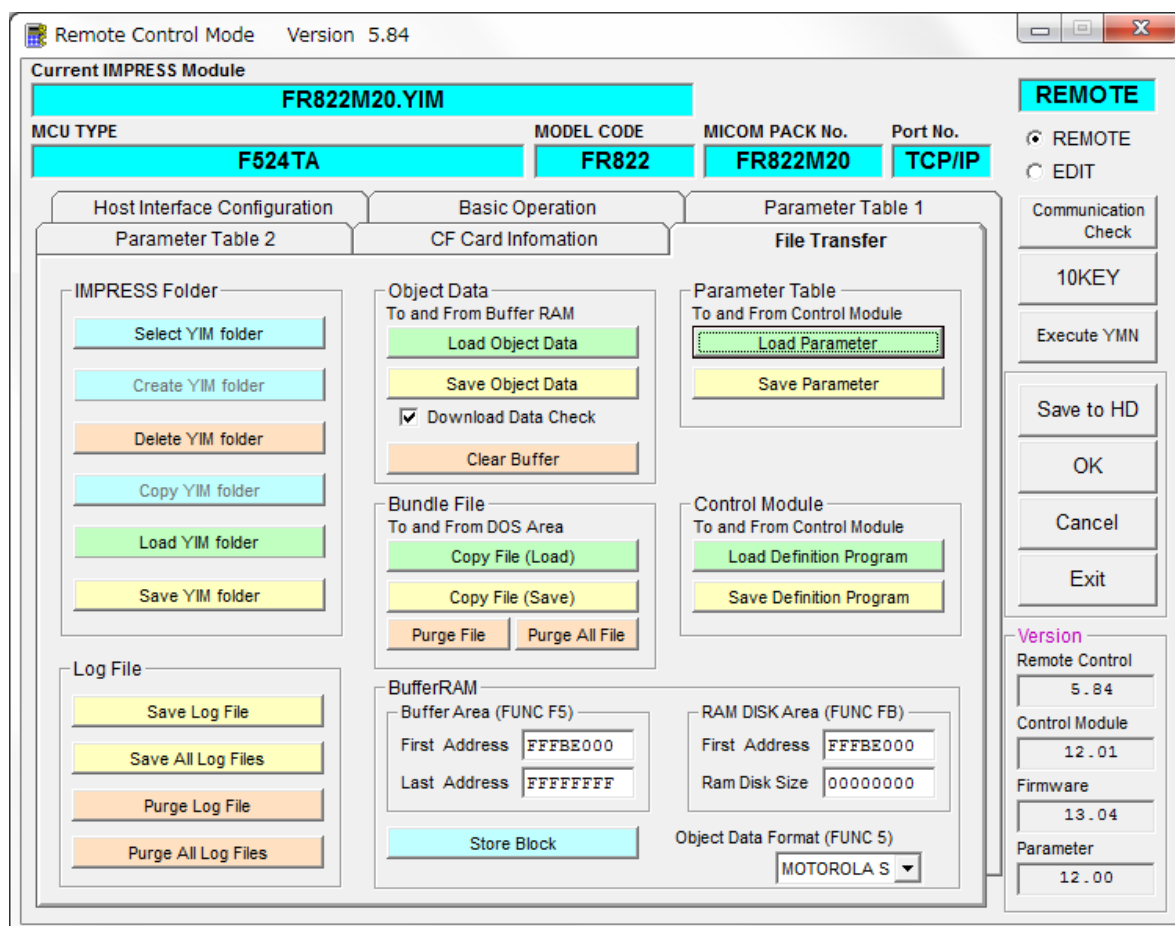 Remote Control Mode Version 5.84
Current IMPRESS Module
FR822M20.YIM
REMOTE
MCU TYPE
MODEL CODE
MICOM PACK No.
Port No.
F524TA
FR822
FR822M20
TCP/IP
REMOTE
EDIT
Host Interface Configuration
Basic Operation
Parameter Table 1
Parameter Table 2
CF Card Infomation
File Transfer
Communication
Check
10KEY
Execute YMN
Save to HD
OK
Cancel
Exit
IMPRESS Folder
Select YIM folder
Create YIM folder
Delete YIM folder
Copy YIM folder
Load YIM folder
Save YIM folder
Object Data
To and From Buffer RAM
Load Object Data
Save Object Data
Download Data Check
Clear Buffer
Parameter Table
To and From Control Module
Load Parameter
Save Parameter
Bundle File
To and From DOS Area
Copy File (Load)
Copy File (Save)
Purge File
Purge All File
Control Module
To and From Control Module
Load Definition Program
Save Definition Program
Log File
Save Log File
Save All Log Files
Purge Log File
Purge All Log Files
BufferRAM
Buffer Area (FUNC F5)
First Address FFFBE000
Last Address FFFFFFFF
RAM DISK Area (FUNC FB)
First Address FFFBE000
Ram Disk Size 00000000
Store Block
Object Data Format (FUNC 5)
MOTOROLA S
Version
Remote Control
5.84
Control Module
12.01
Firmware
13.04
Parameter
12.00